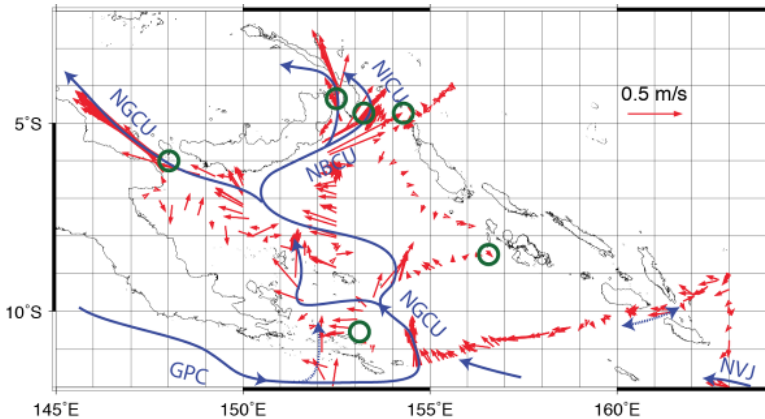 NGCU
NICU
0.5 m/s
5°S
NBCU
10°S
NGCU
GPC
NVJ
145°E
150°E
155°E
160°E